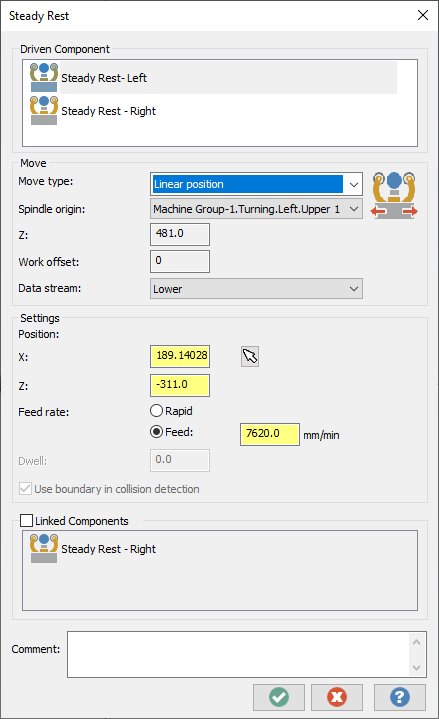 Steady Rest
Driven Component
Steady Rest- Left
Steady Rest - Right
Move
Move type: Linear position
Spindle origin: Machine Group-1.Turning.Left.Upper 1
Z: 481.0
Work offset: 0
Data stream: Lower
Settings
Position:
X: 189.14028
Z: -311.0
Feed rate: Rapid
Feed: 7620.0 mm/min
Dwell: 0.0
Use boundary in collision detection
Linked Components
Steady Rest - Right
Comment:
?